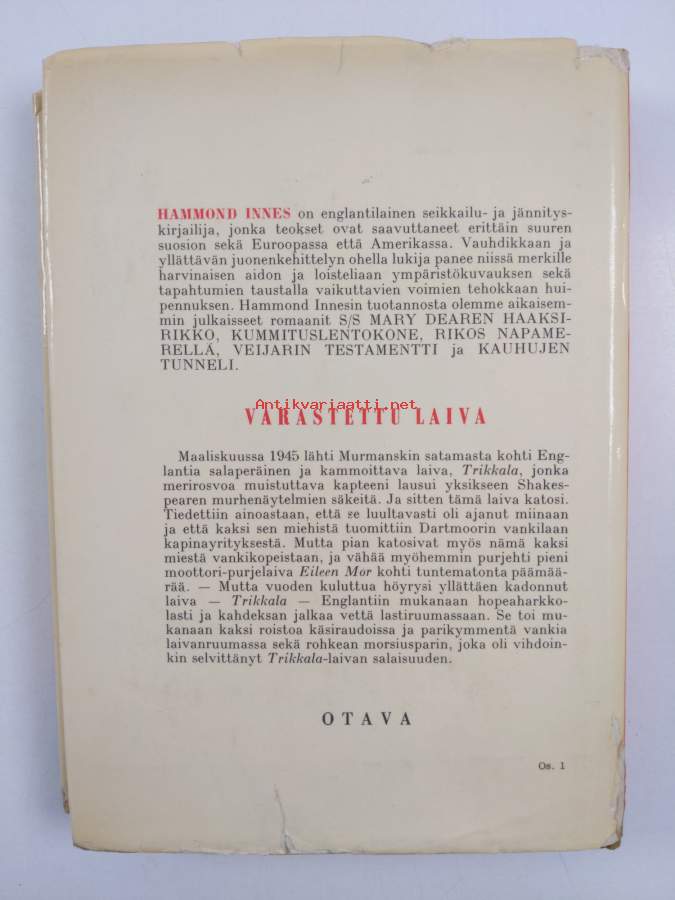 HAMMOND INNES on englantilainen seikkailu- ja jännitys-
kirjailija, jonka teokset ovat saavuttaneet erittäin suuren
suosion sekä Euroopassa että Amerikassa. Vauhdikkaan ja
yllättävän juonenkehittelyn ohella lukija panee niissä merkille
harvinaisen aidon ja loisteliaan ympäristökuvauksen sekä
tapahtumien taustalla vaikuttavien voimien tehokkaan hui-
pennuksen. Hammond Innesin tuotannosta olemme aikaisem-
min julkaisseet romaanit S/S MARY DEAREN HAAKSI-
RIKKO, KUMMITUSLENTOKONE, RIKOS NAPAME-
RELLÄ, VEIJARIN TESTAMENTTI ja KAUHUJEN
TUNNELI.
Antikvariaatti.net
VARASTETTU LAIVA
Maaliskuussa 1945 lähti Murmanskin satamasta kohti Eng-
lantia salaperäinen ja kammoittava laiva, Trikkala, jonka
merirosvoa muistuttava kapteeni lausui yksikseen Shakes-
pearen murhenäytelmien säkeitä. Ja sitten tämä laiva katosi.
Tiedettiin ainoastaan, että se luultavasti oli ajanut miinaan
ja että kaksi sen miehistä tuomittiin Dartmoorin vankilaan
kapinayrityksestä. Mutta pian katosivat myös nämä kaksi
miestä vankikopeistaan, ja vähää myöhemmin purjehti pieni
moottori-purjelaiva Eileen Mor kohti tuntematonta päämää-
rää. — Mutta vuoden kuluttua höyrysi yllättäen kadonnut
laiva — Trikkala — Englantiin mukanaan hopeaharkko-
lasti ja kahdeksan jalkaa vettä lastiruumassaan. Se toi mu-
kanaan kaksi roistoa käsiraudoissa ja parikymmentä vankia
laivanruumassa sekä rohkean morsiusparin, joka oli vihdoin-
kin selvittänyt Trikkala-laivan salaisuuden.
OTAVA
Os. 1